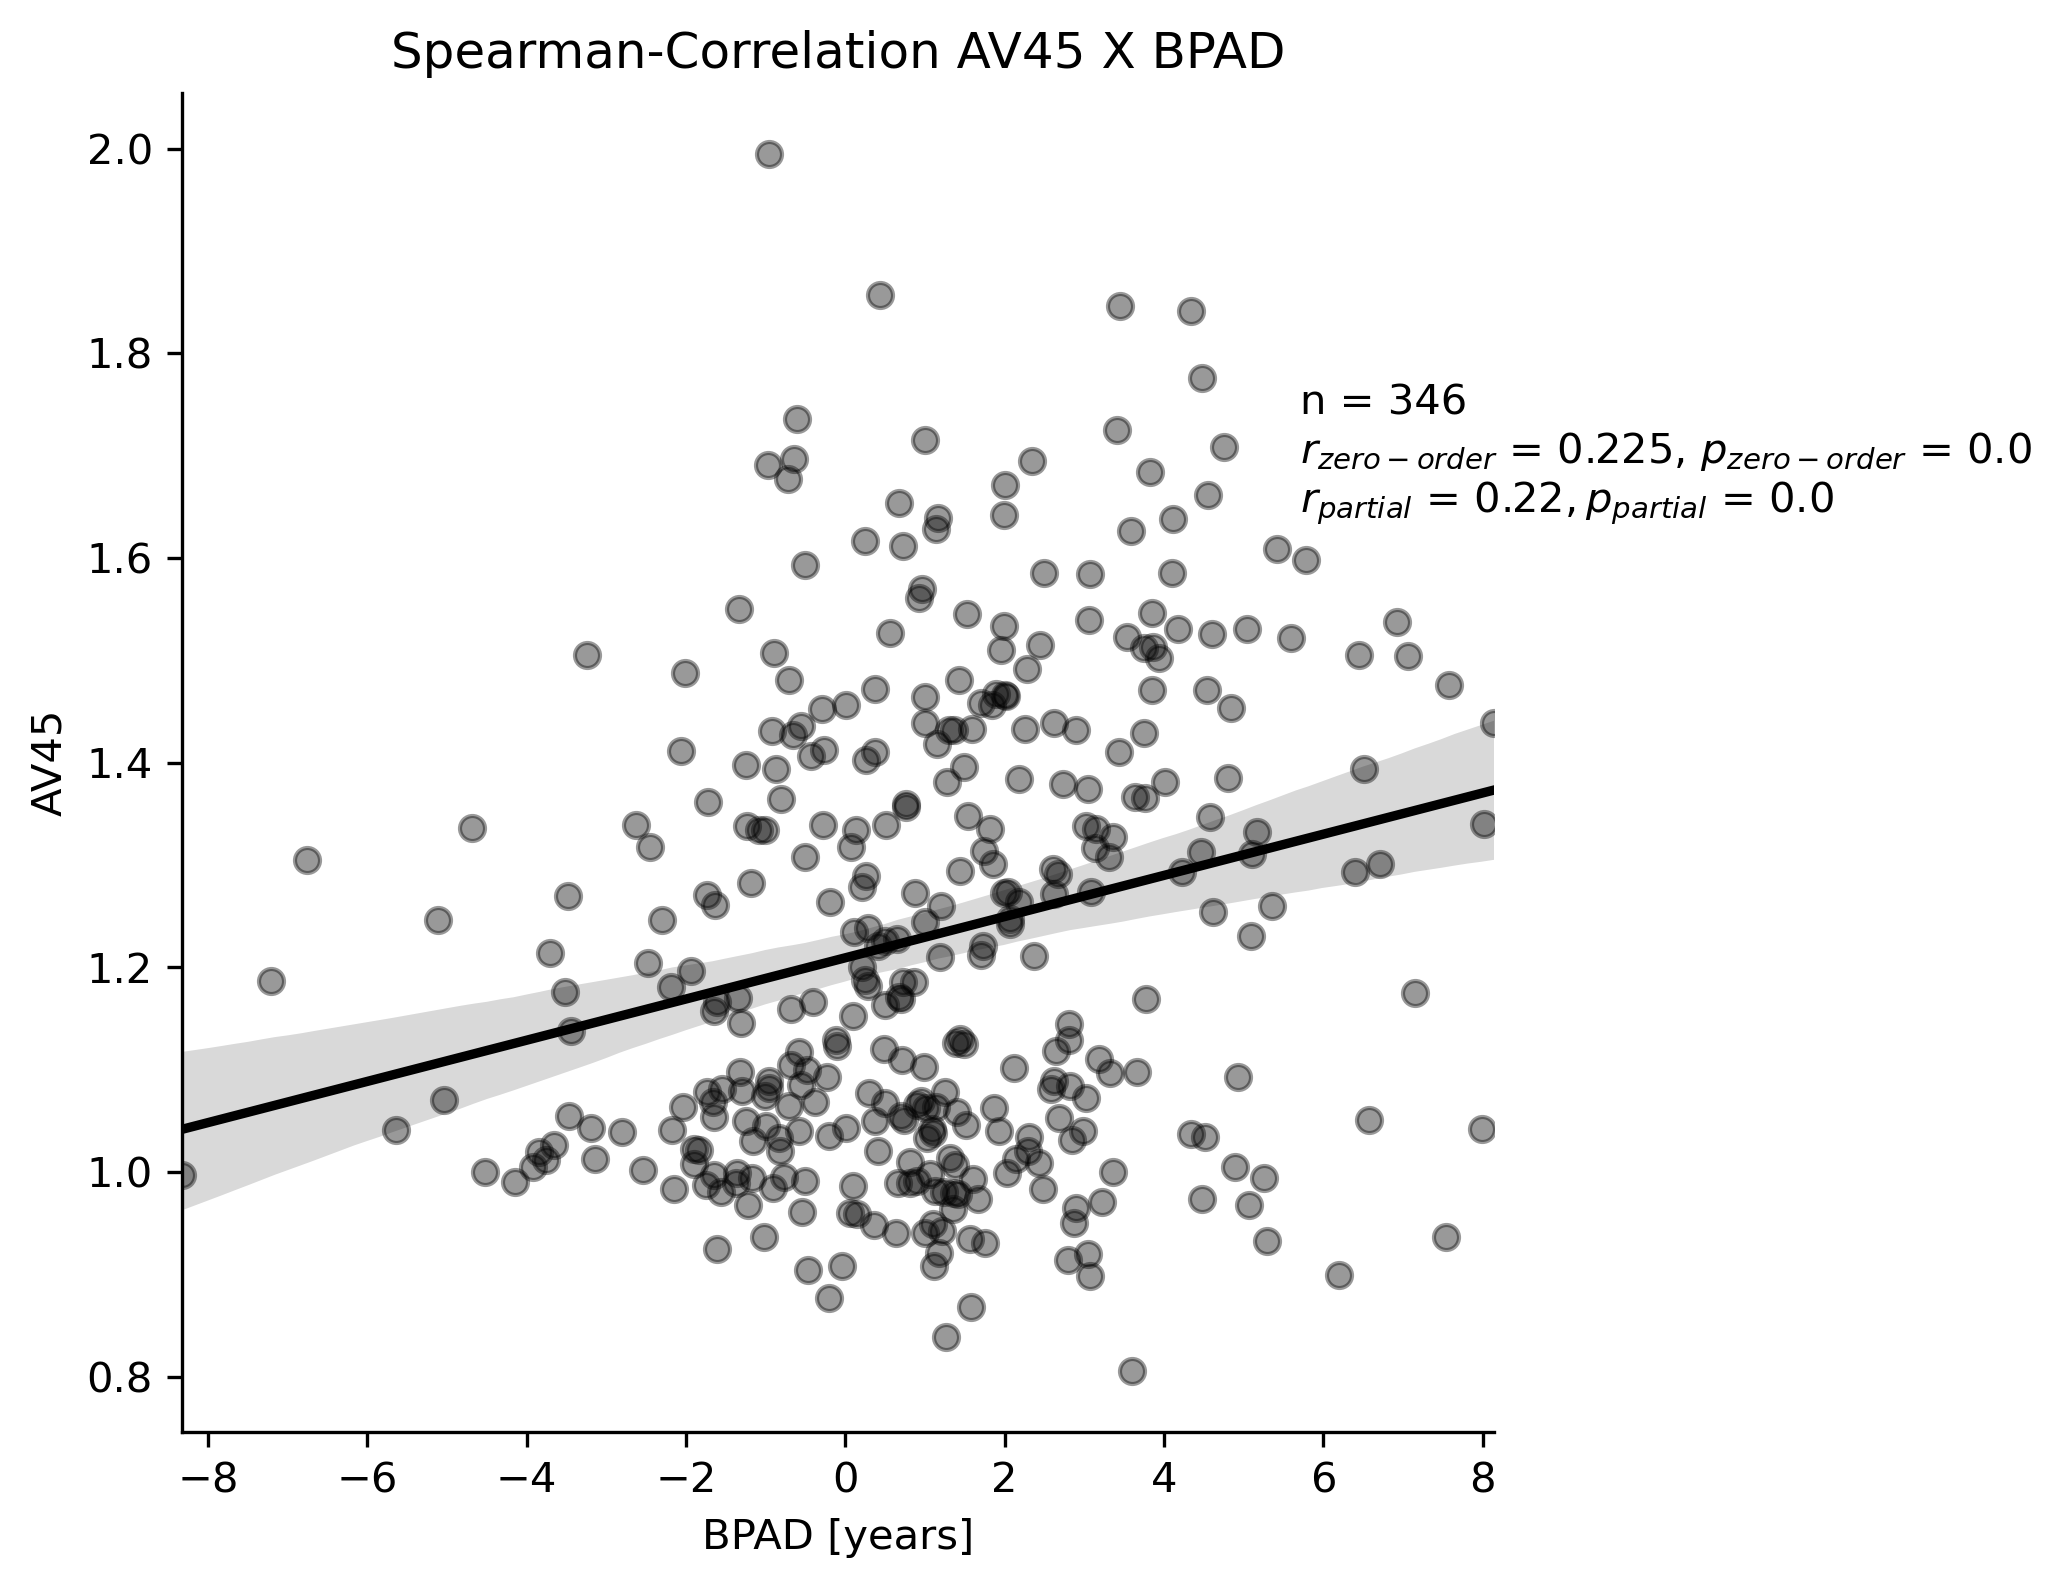 Spearman-Correlation AV45 X BPAD
2.0
1.8
1.6
1.4
1.2
1.0
0.8
AV45
n = 346
r_zero−order = 0.225, p_zero−order = 0.0
r_partial = 0.22, p_partial = 0.0
−8 −6 −4 −2 0 2 4 6 8
BPAD [years]